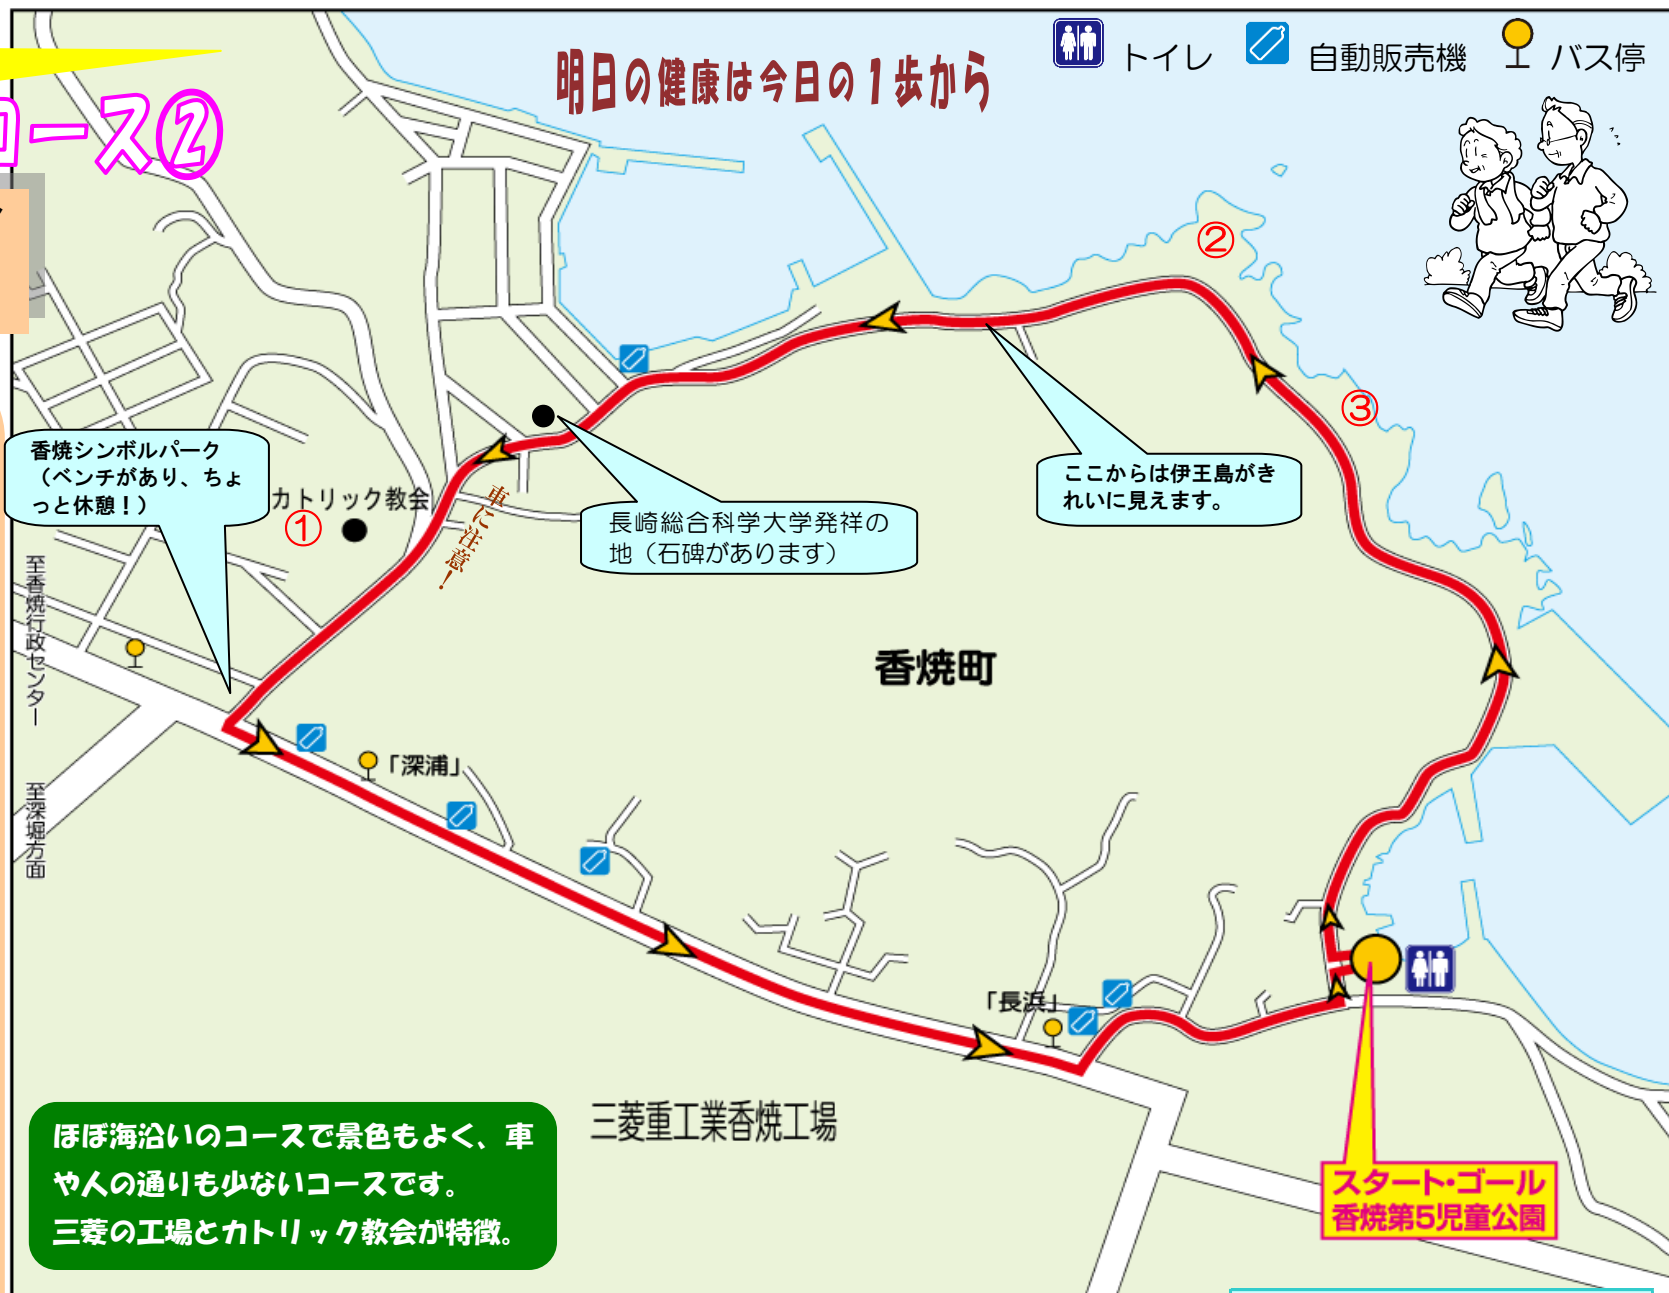 トイレ
自動販売機
バス停
明日の健康は今日の1歩から
コース②
②
③
香焼シンボルパーク
(ベンチがあり、ちょ
っと休憩!)
カトリック教会
①
車に注意!
長崎総合科学大学発祥の
地(石碑があります)
ここからは伊王島がき
れいに見えます。
至香焼行政センター
香焼町
「深浦」
至深堀方面
「長浜」
三菱重工業香焼工場
ほぼ海沿いのコースで景色もよく、車
や人の通りも少ないコースです。
三菱の工場とカトリック教会が特徴。
スタート・ゴール
香焼第5児童公園